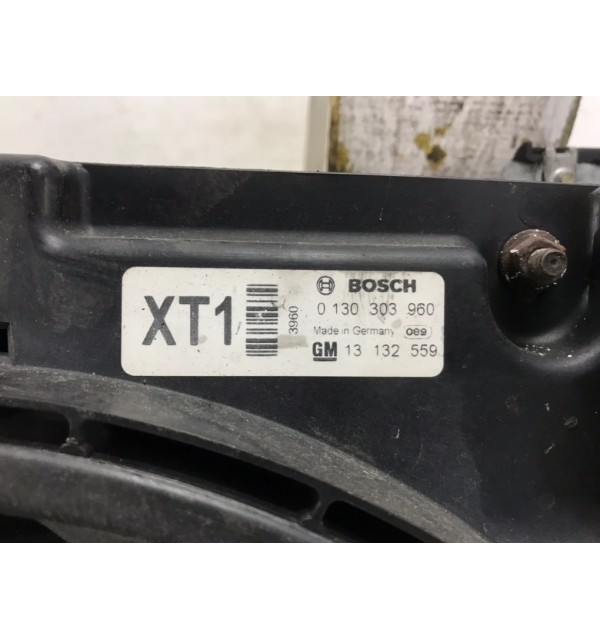 XT1
3960
BOSCH
0 130 303 960
Made in Germany 089
GM 13 132 559